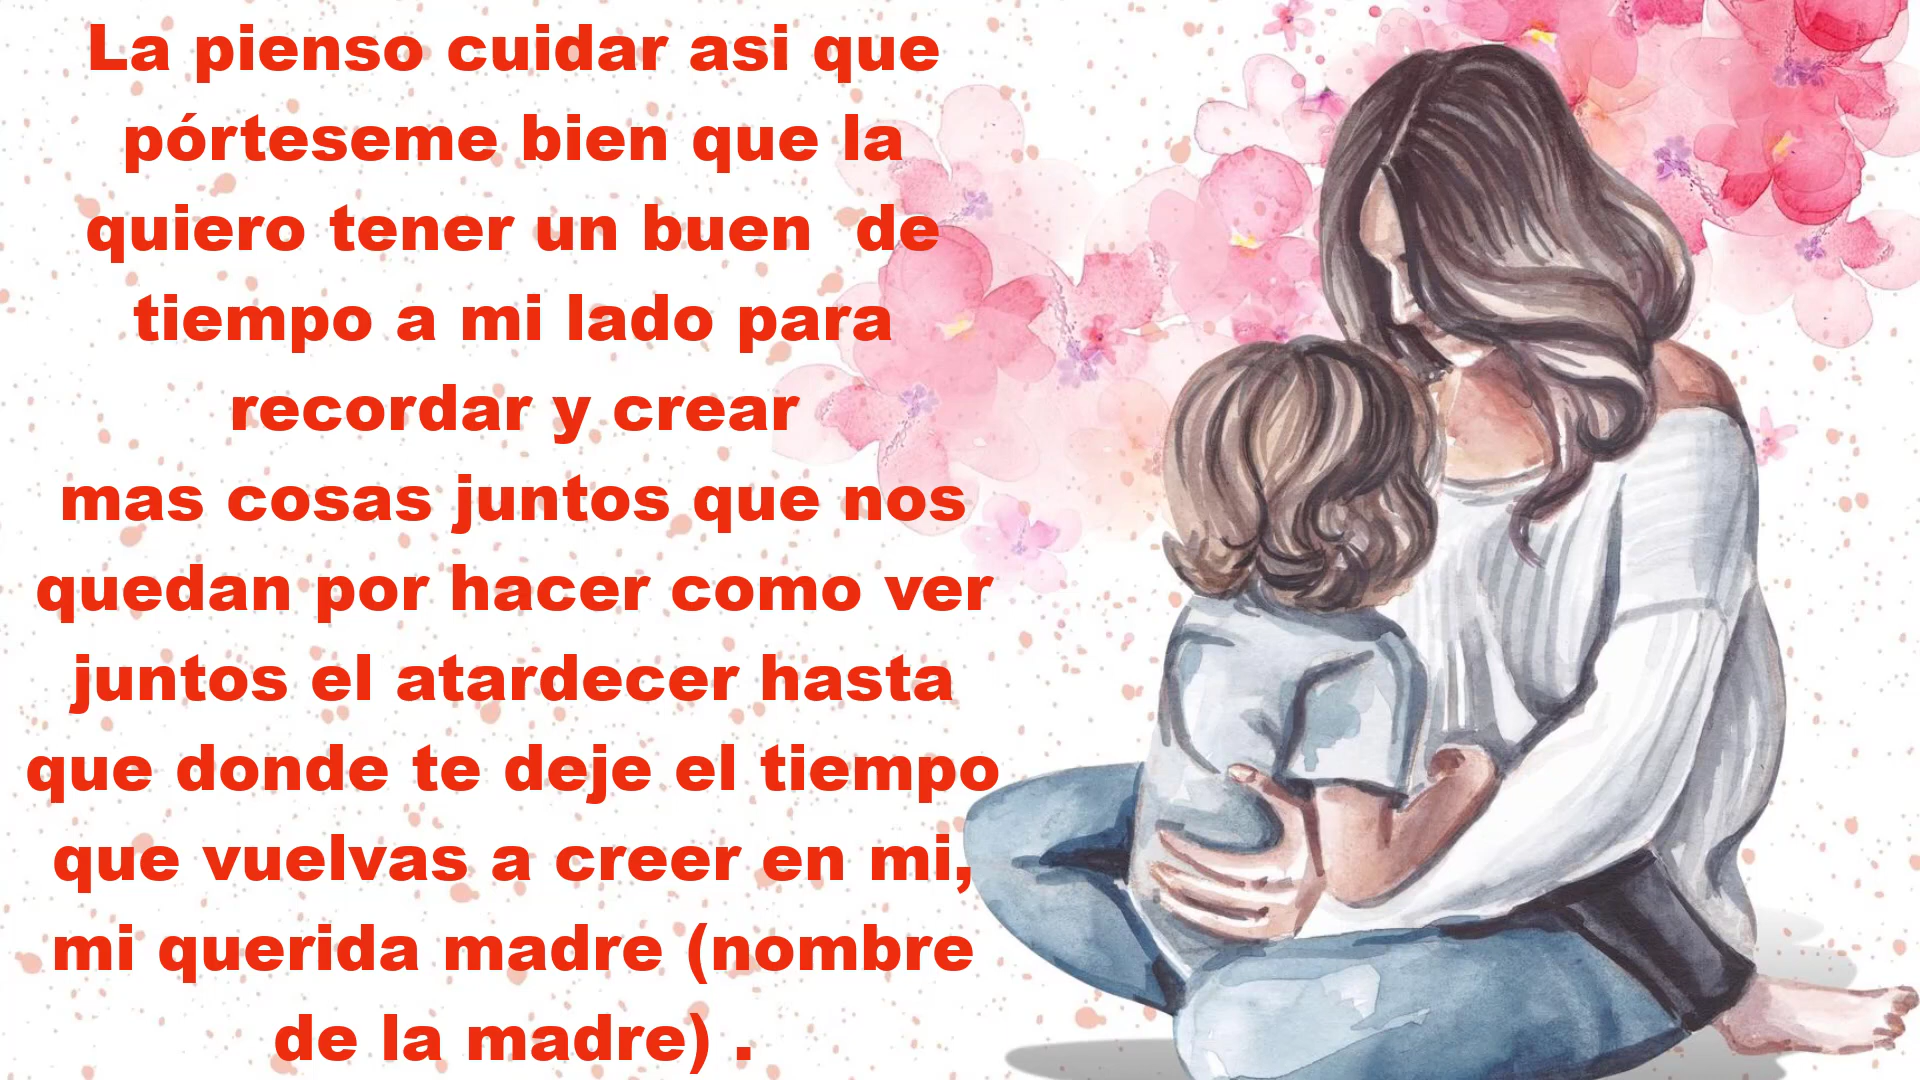 La pienso cuidar asi que
pórteseme bien que la
quiero tener un buen  de
tiempo a mi lado para
recordar y crear
mas cosas juntos que nos
quedan por hacer como ver
juntos el atardecer hasta
que donde te deje el tiempo
que vuelvas a creer en mi,
mi querida madre (nombre
de la madre) .